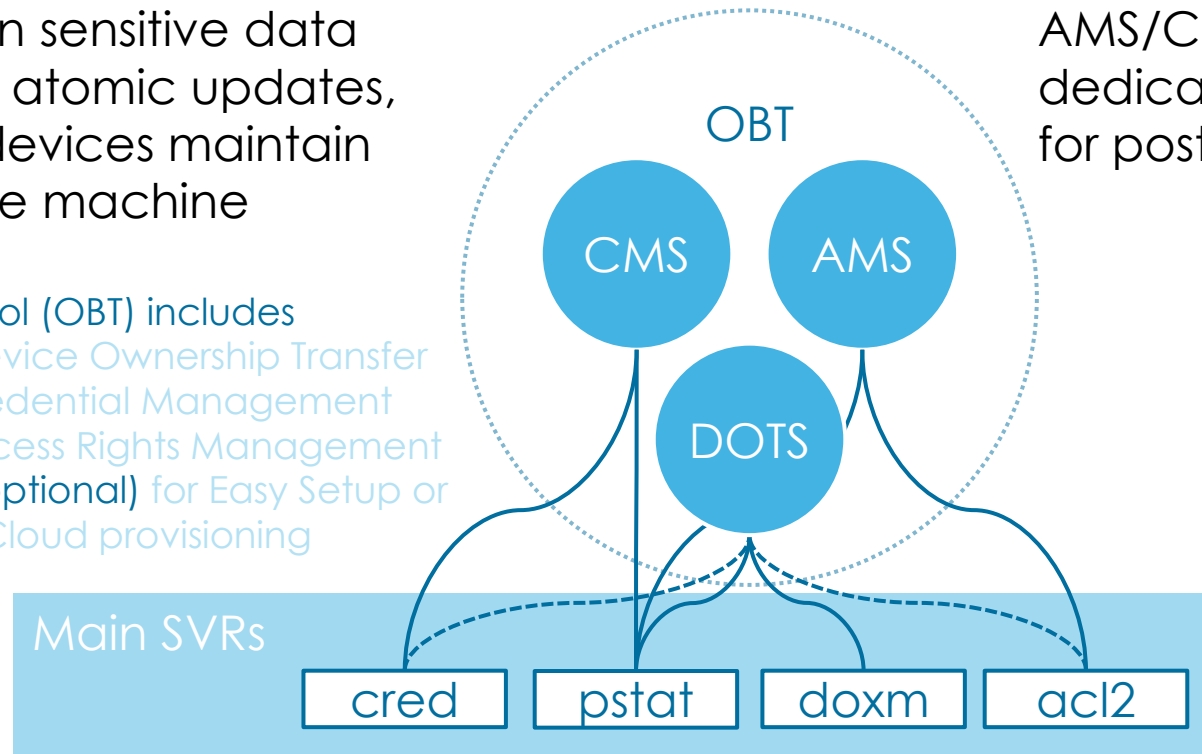 n sensitive data
atomic updates,
devices maintain
e machine
ol (OBT) includes
vice Ownership Transfer
edential Management
cess Rights Management
ptional) for Easy Setup or
Cloud provisioning
OBT
CMS
AMS
DOTS
AMS/C
dedica
for post
Main SVRs
cred
pstat
doxm
acl2